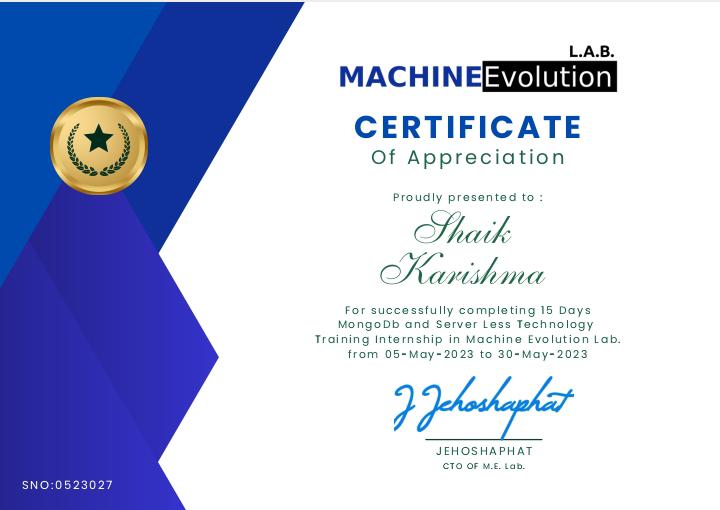 L.A.B.
MACHINEEvolution
CERTIFICATE
Of Appreciation
Proudly presented to :
Shaik
Karishma
For successfully completing 15 Days
MongoDb and Server Less Technology
Training Internship in Machine Evolution Lab.
from 05-May-2023 to 30-May-2023
J Jehoshaphat
JEHOSHAPHAT
CTO OF M.E. Lab.
SNO:0523027